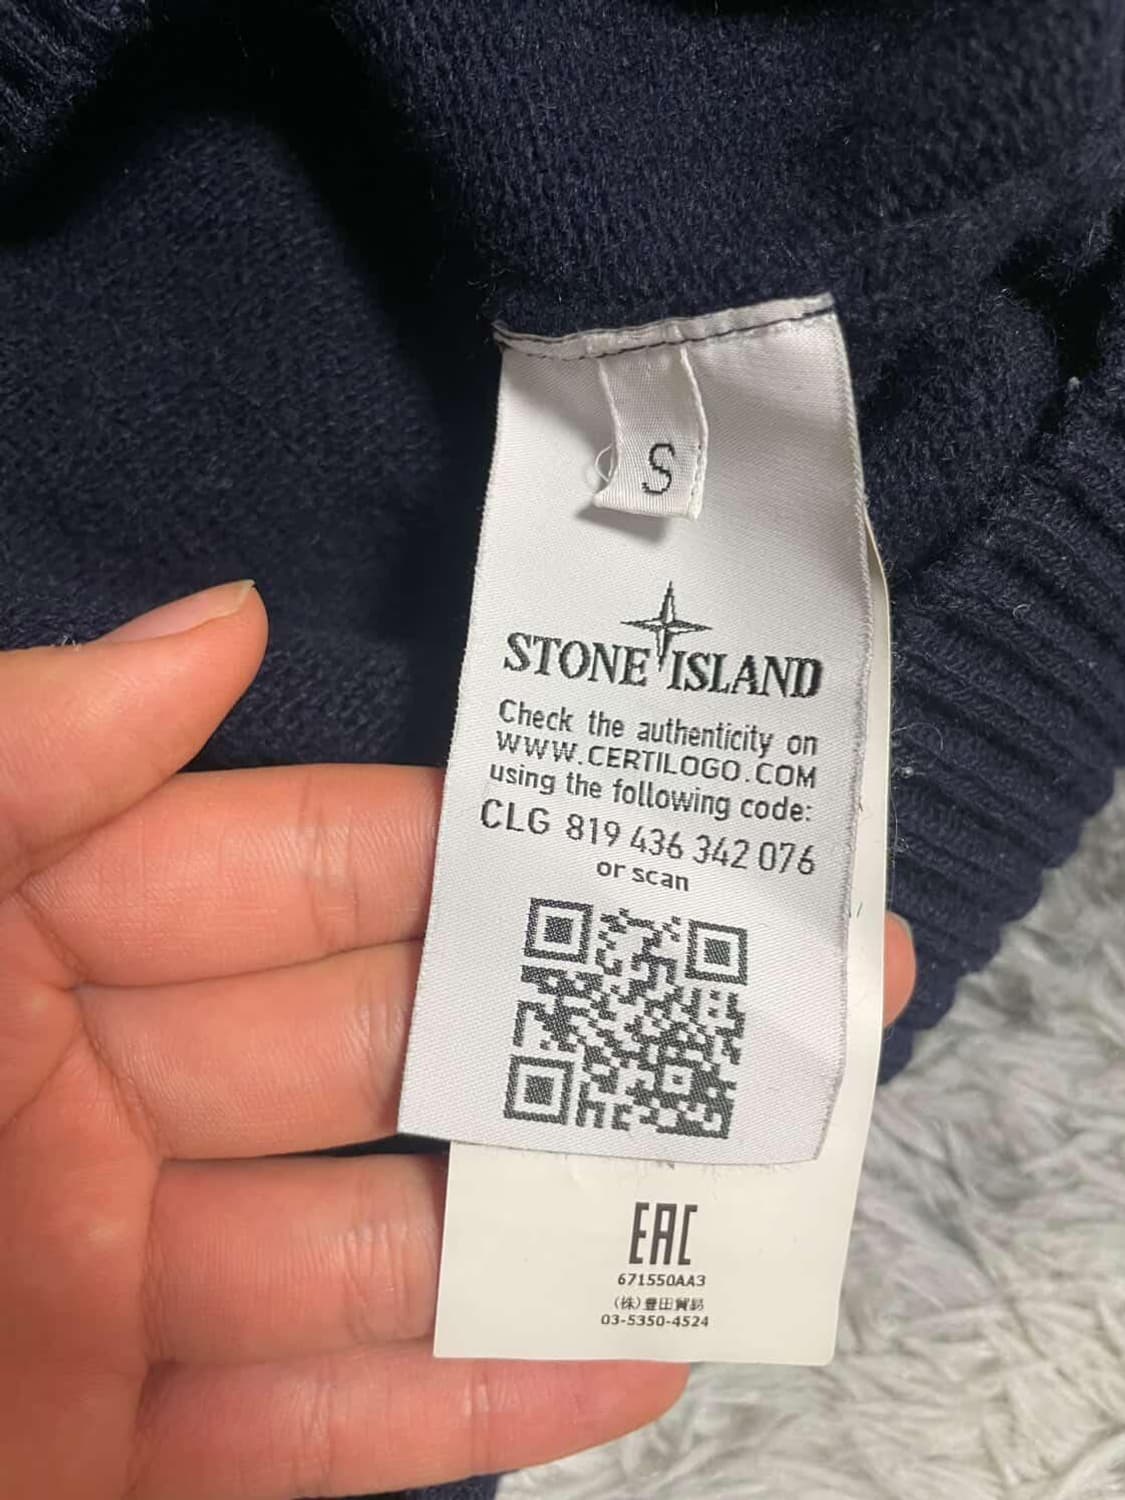 S
STONE ISLAND
Check the authenticity on
WWW.CERTILOGO.COM
using the following code:
CLG 819 436 342 076
or scan
EAC
671550AA3
(株)豊田貿易
03-5350-4524